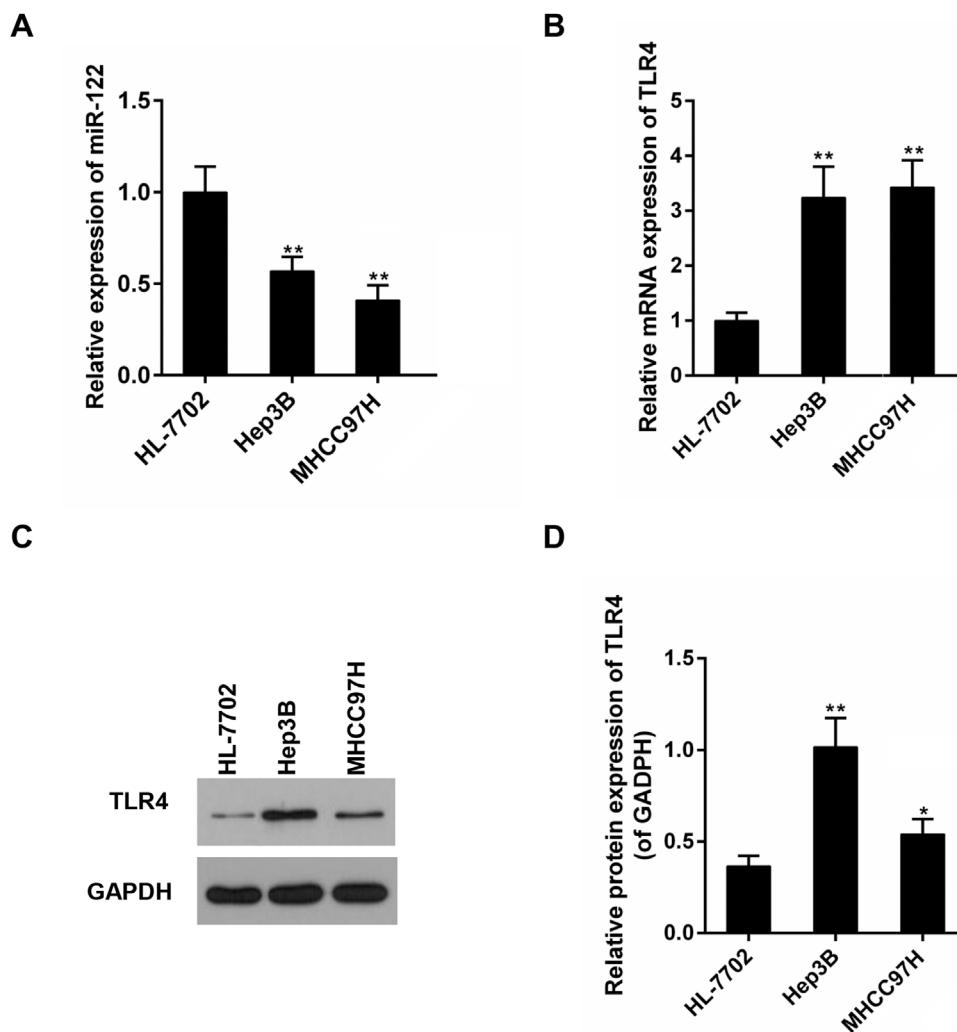 A
Relative expression of miR-122
1.5
1.0
0.5
0.0
**
**
HL-7702
Hep3B
MHCC97H
B
Relative mRNA expression of TLR4
5
4
3
2
1
0
**
**
HL-7702
Hep3B
MHCC97H
C
HL-7702
Hep3B
MHCC97H
TLR4
GAPDH
D
Relative protein expression of TLR4
(of GADPH)
1.5
1.0
0.5
0.0
**
*
HL-7702
Hep3B
MHCC97H